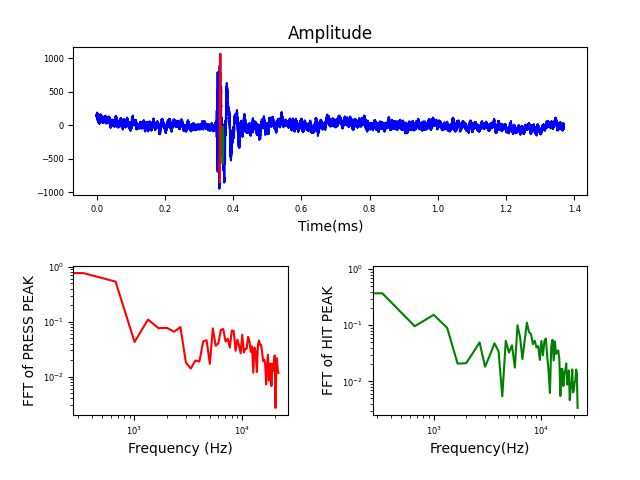 Amplitude
1000
500
0
−500
−1000
0.0 0.2 0.4 0.6 0.8 1.0 1.2 1.4
Time(ms)
FFT of PRESS PEAK
10⁰
10⁻¹
10⁻²
10³ 10⁴
Frequency (Hz)
FFT of HIT PEAK
10⁰
10⁻¹
10⁻²
10³ 10⁴
Frequency(Hz)